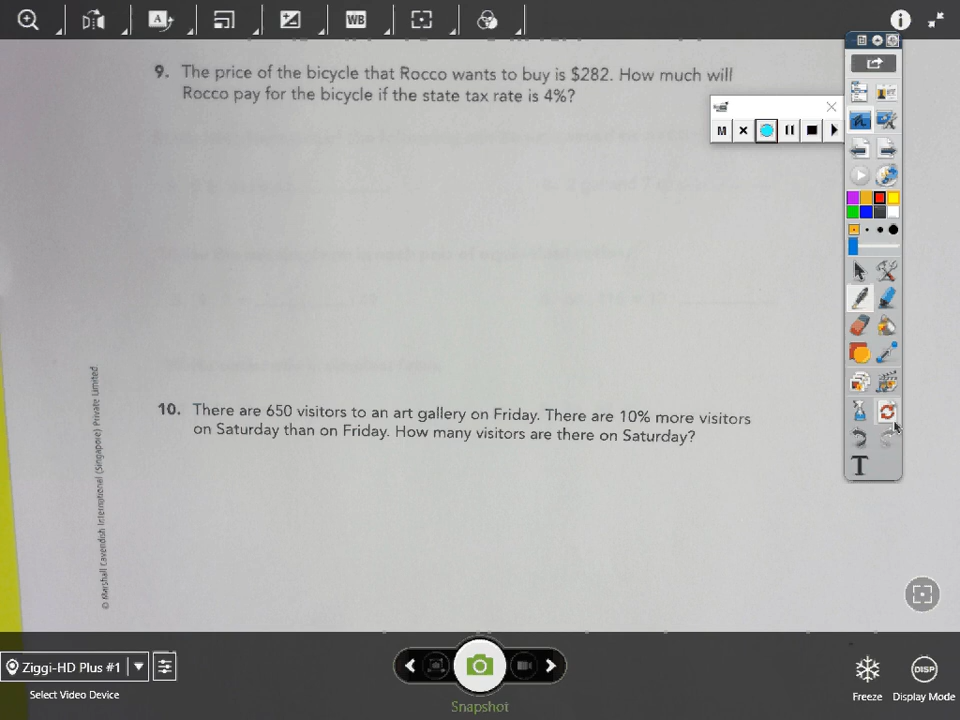 A
WB
i
9. The price of the bicycle that Rocco wants to buy is $282. How much will
Rocco pay for the bicycle if the state tax rate is 4%?
M
10. There are 650 visitors to an art gallery on Friday. There are 10% more visitors
on Saturday than on Friday. How many visitors are there on Saturday?
© Marshall Cavendish International (Singapore) Private Limited
T
Ziggi-HD Plus #1
Select Video Device
Snapshot
Freeze
DISP
Display Mode